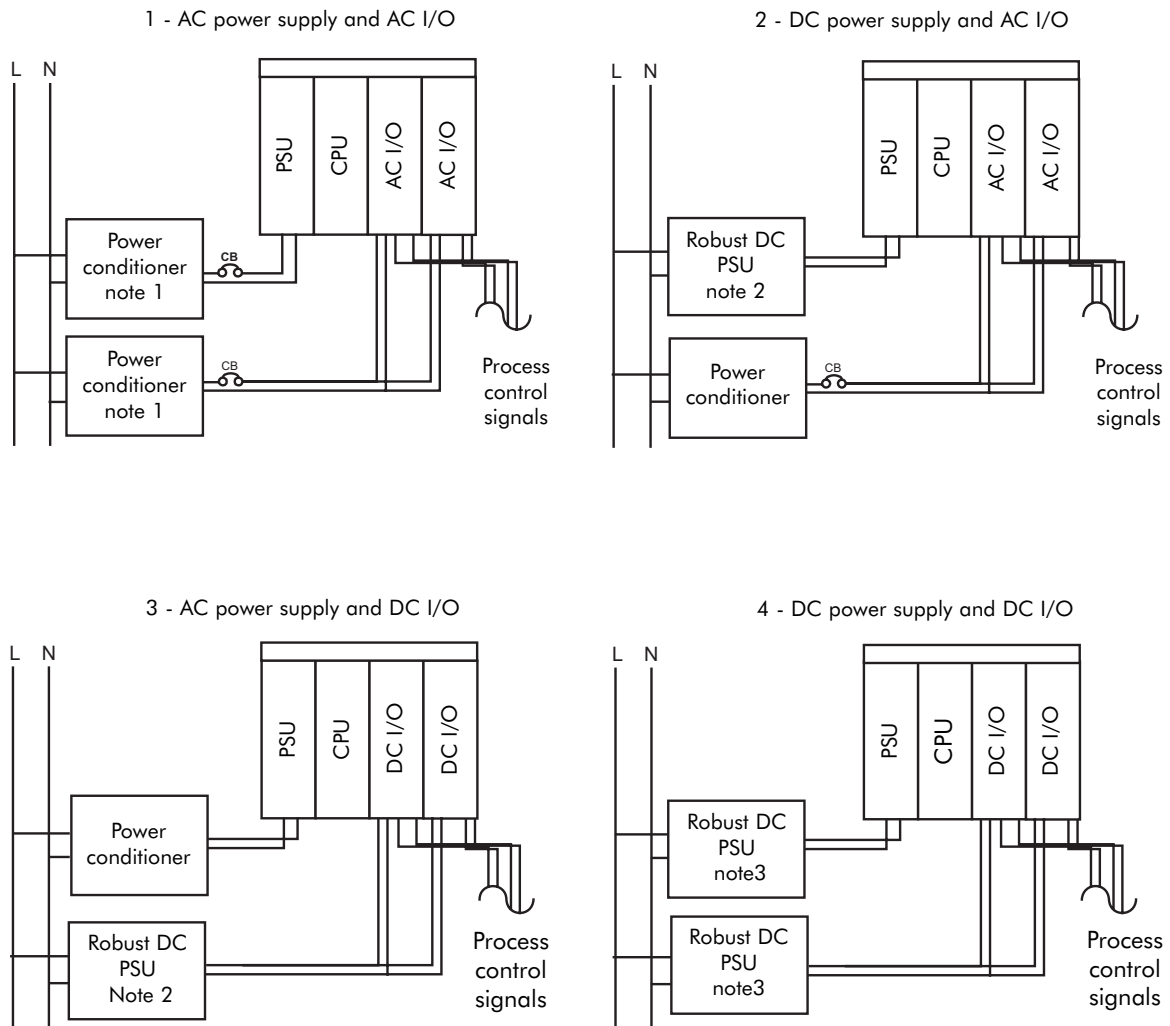 1 - AC power supply and AC I/O
L N
PSU
CPU
AC I/O
AC I/O
Power
conditioner
note 1
CB
Power
conditioner
note 1
CB
Process
control
signals
2 - DC power supply and AC I/O
L N
PSU
CPU
AC I/O
AC I/O
Robust DC
PSU
note 2
Power
conditioner
CB
Process
control
signals
3 - AC power supply and DC I/O
L N
PSU
CPU
DC I/O
DC I/O
Power
conditioner
Robust DC
PSU
Note 2
Process
control
signals
4 - DC power supply and DC I/O
L N
PSU
CPU
DC I/O
DC I/O
Robust DC
PSU
note3
Robust DC
PSU
note3
Process
control
signals